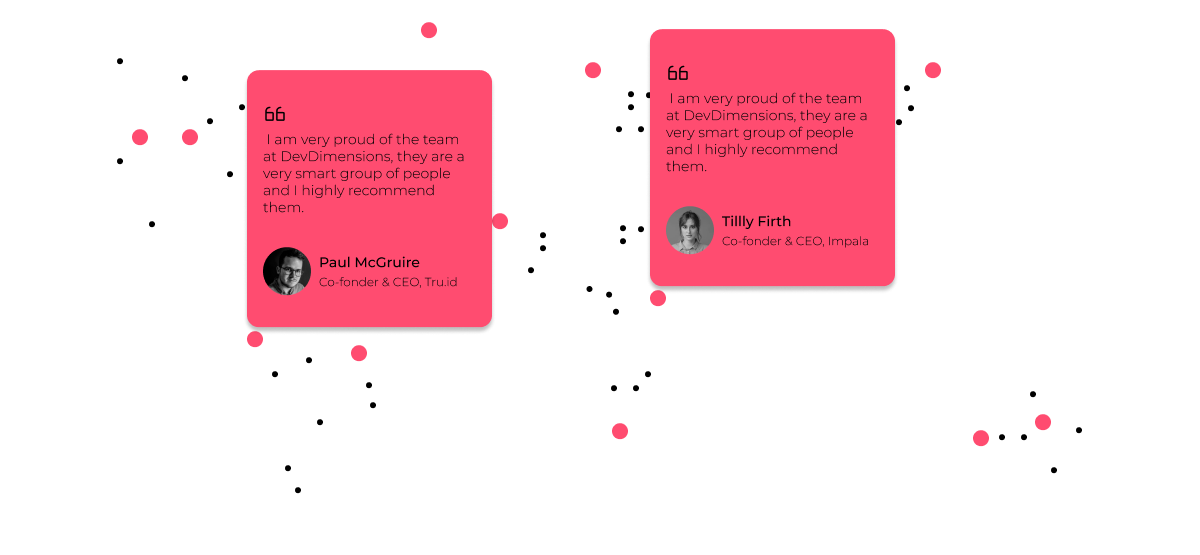 I am very proud of the team
at DevDimensions, they are a
very smart group of people
and I highly recommend
them.
Paul McGruire
Co-fonder & CEO, Tru.id
I am very proud of the team
at DevDimensions, they are a
very smart group of people
and I highly recommend
them.
Tillly Firth
Co-fonder & CEO, Impala